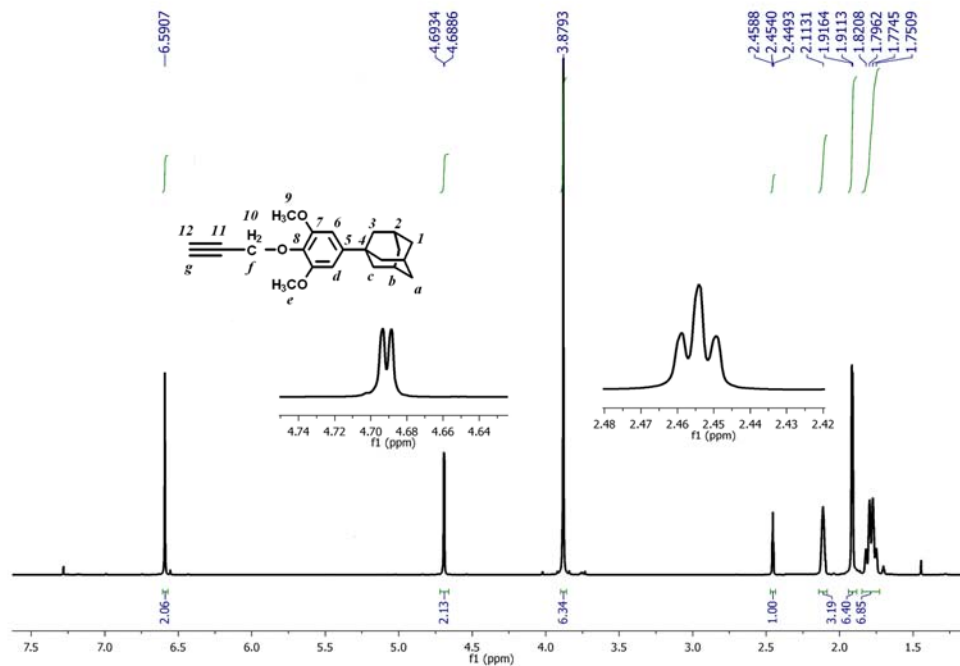 6.5907
4.6934
4.6886
3.8793
2.4588
2.4540
2.4493
2.1131
1.9164
1.9113
1.8208
1.7962
1.7745
1.7509
9
H₃CO
10
7
6
3
2
12
11
H₂
8
5
4
1
C
O
g
f
d
c
b
a
H₃CO
e
4.74 4.72 4.70 4.68 4.66 4.64
f1 (ppm)
2.48 2.47 2.46 2.45 2.44 2.43 2.42
f1 (ppm)
2.06
2.13
6.34
1.00
3.19
6.40
6.85
7.5 7.0 6.5 6.0 5.5 5.0 4.5 4.0 3.5 3.0 2.5 2.0 1.5
f1 (ppm)